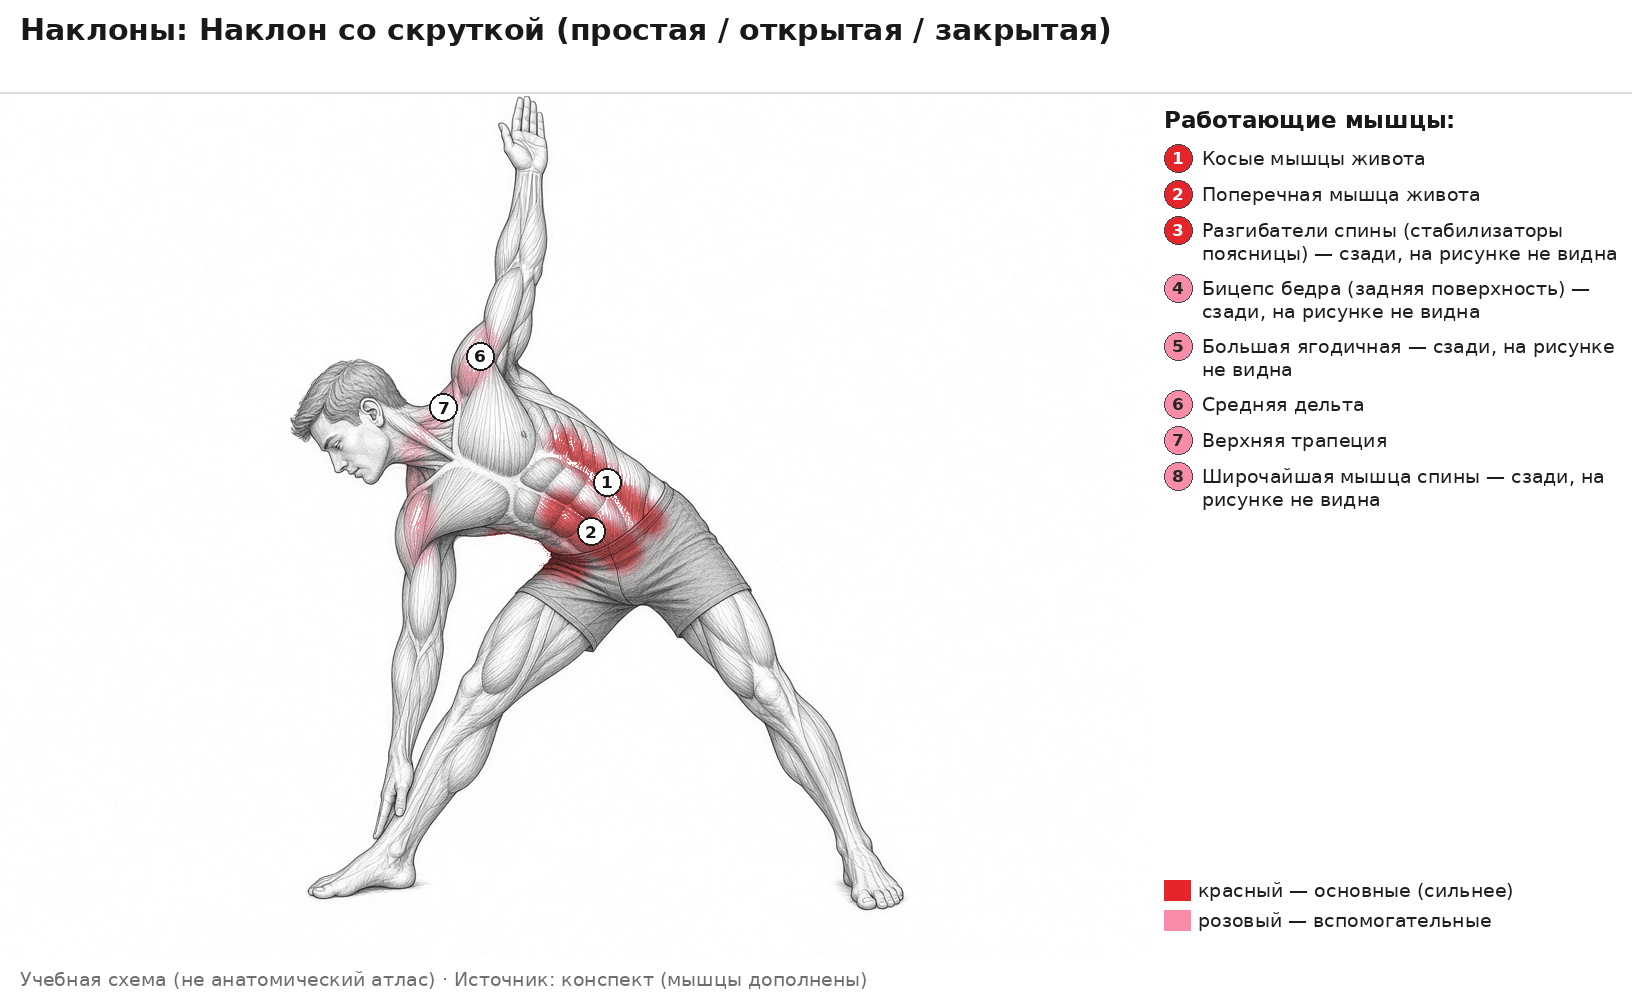 Наклоны: Наклон со скруткой (простая / открытая / закрытая)
Работающие мышцы:
1 Косые мышцы живота
2 Поперечная мышца живота
3 Разгибатели спины (стабилизаторы
поясницы) — сзади, на рисунке не видна
4 Бицепс бедра (задняя поверхность) —
сзади, на рисунке не видна
5 Большая ягодичная — сзади, на рисунке
не видна
6 Средняя дельта
7 Верхняя трапеция
8 Широчайшая мышца спины — сзади, на
рисунке не видна
6
7
1
2
красный — основные (сильнее)
розовый — вспомогательные
Учебная схема (не анатомический атлас) · Источник: конспект (мышцы дополнены)